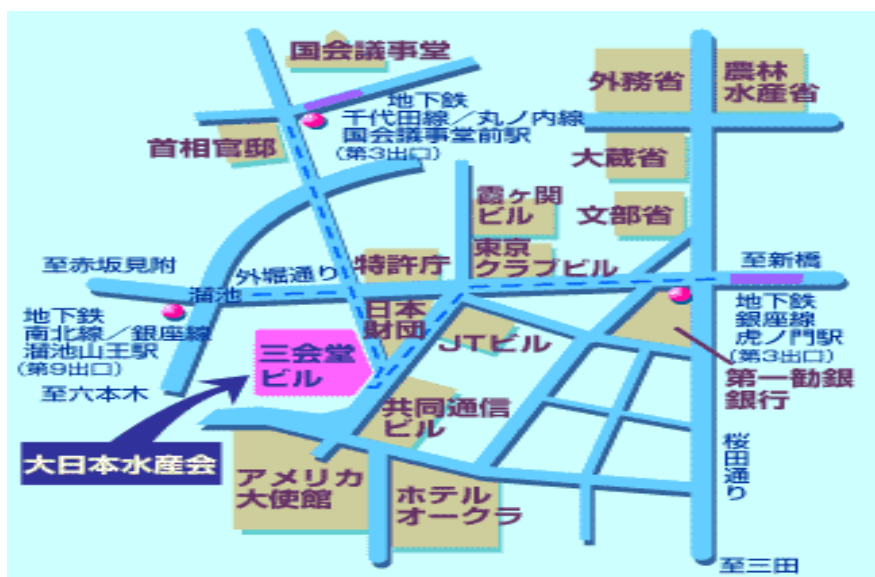 国会議事堂
地下鉄
千代田線／丸ノ内線
国会議事堂前駅
(第3出口)
首相官邸
外務省
農林
水産省
大蔵省
文部省
霞ヶ関
ビル
東京
クラブビル
特許庁
至赤坂見附
外堀通り
溜池
至新橋
地下鉄
南北線／銀座線
溜池山王駅
(第9出口)
至六本木
日本
財団
JTビル
地下鉄
銀座線
虎ノ門駅
(第3出口)
第一勧銀
銀行
三会堂
ビル
共同通信
ビル
大日本水産会
アメリカ
大使館
ホテル
オークラ
桜田通り
至三田